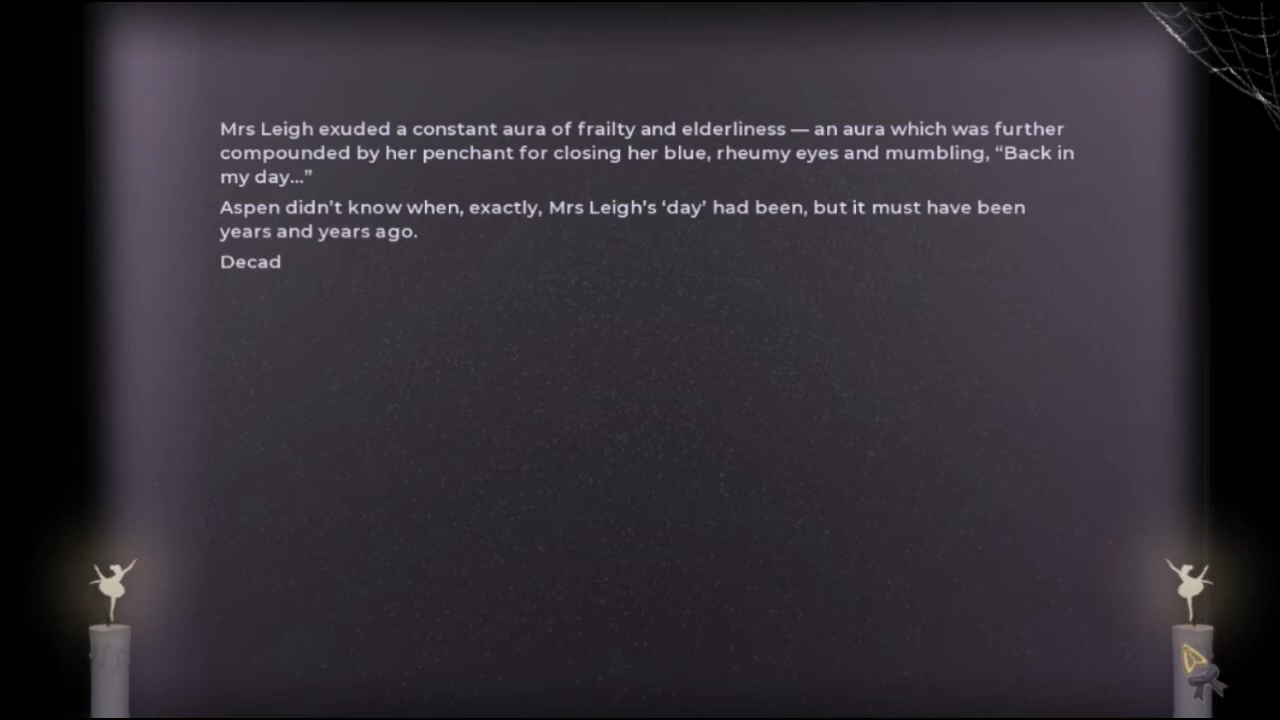 Mrs Leigh exuded a constant aura of frailty and elderliness — an aura which was further
compounded by her penchant for closing her blue, rheumy eyes and mumbling, “Back in
my day...”
Aspen didn’t know when, exactly, Mrs Leigh’s ‘day’ had been, but it must have been
years and years ago.
Decad